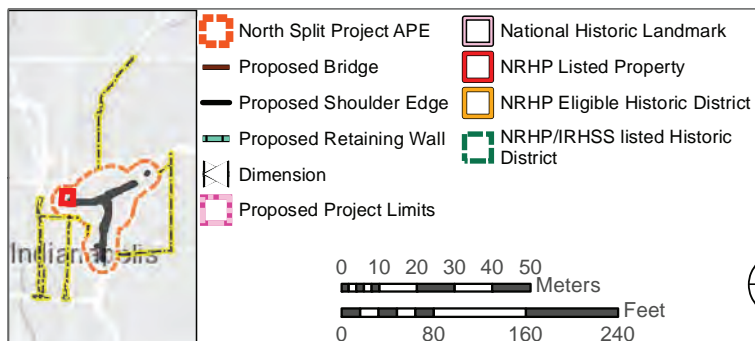 Indianapolis
North Split Project APE
Proposed Bridge
Proposed Shoulder Edge
Proposed Retaining Wall
Dimension
Proposed Project Limits
National Historic Landmark
NRHP Listed Property
NRHP Eligible Historic District
NRHP/IRHSS listed Historic
District
0 10 20 30 40 50
Meters
Feet
0 80 160 240